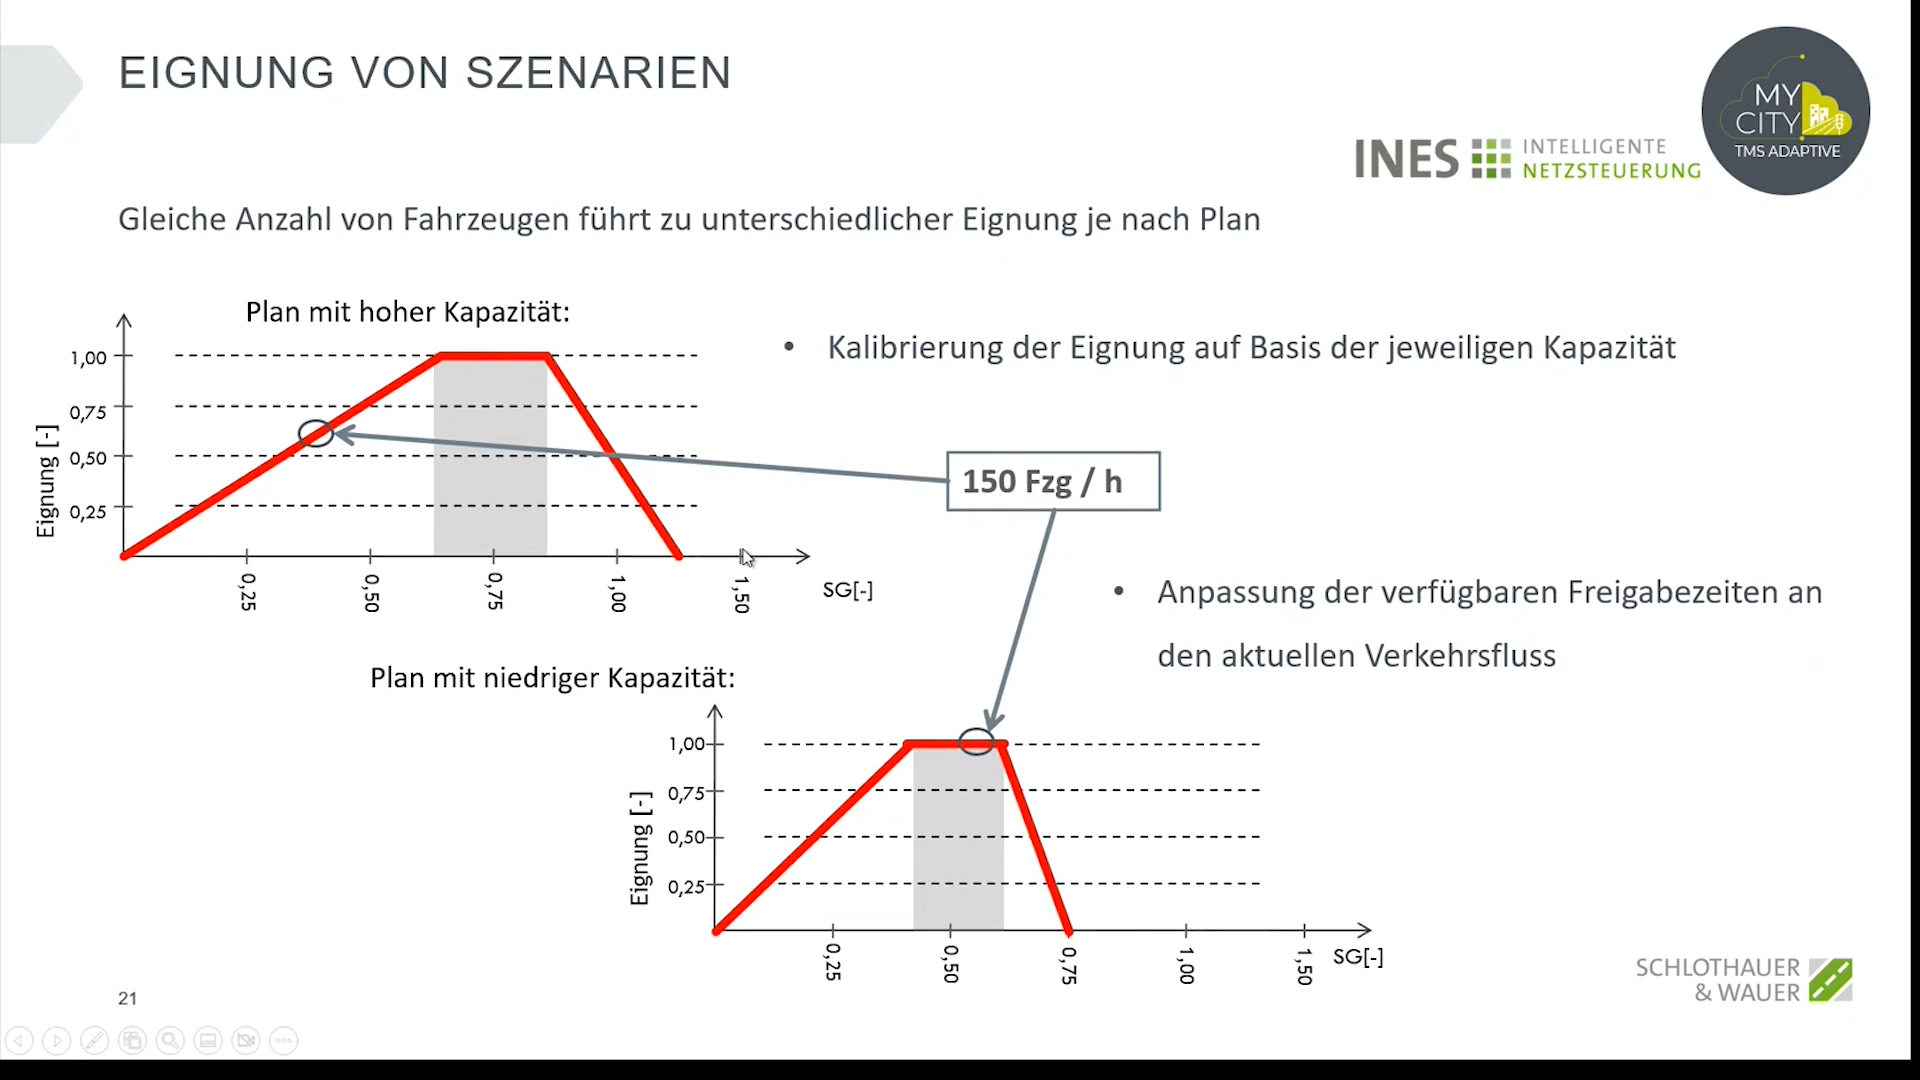 EIGNUNG VON SZENARIEN
MY
CITY
TMS ADAPTIVE
INES INTELLIGENTE
NETZSTEUERUNG
Gleiche Anzahl von Fahrzeugen führt zu unterschiedlicher Eignung je nach Plan
Plan mit hoher Kapazität:
• Kalibrierung der Eignung auf Basis der jeweiligen Kapazität
1,00
0,75
0,50
0,25
Eignung [-]
0,25
0,50
0,75
1,00
1,50
SG[-]
150 Fzg / h
• Anpassung der verfügbaren Freigabezeiten an
den aktuellen Verkehrsfluss
Plan mit niedriger Kapazität:
1,00
0,75
0,50
0,25
Eignung [-]
0,25
0,50
0,75
1,00
1,50
SG[-]
SCHLOTHAUER
& WAUER
21